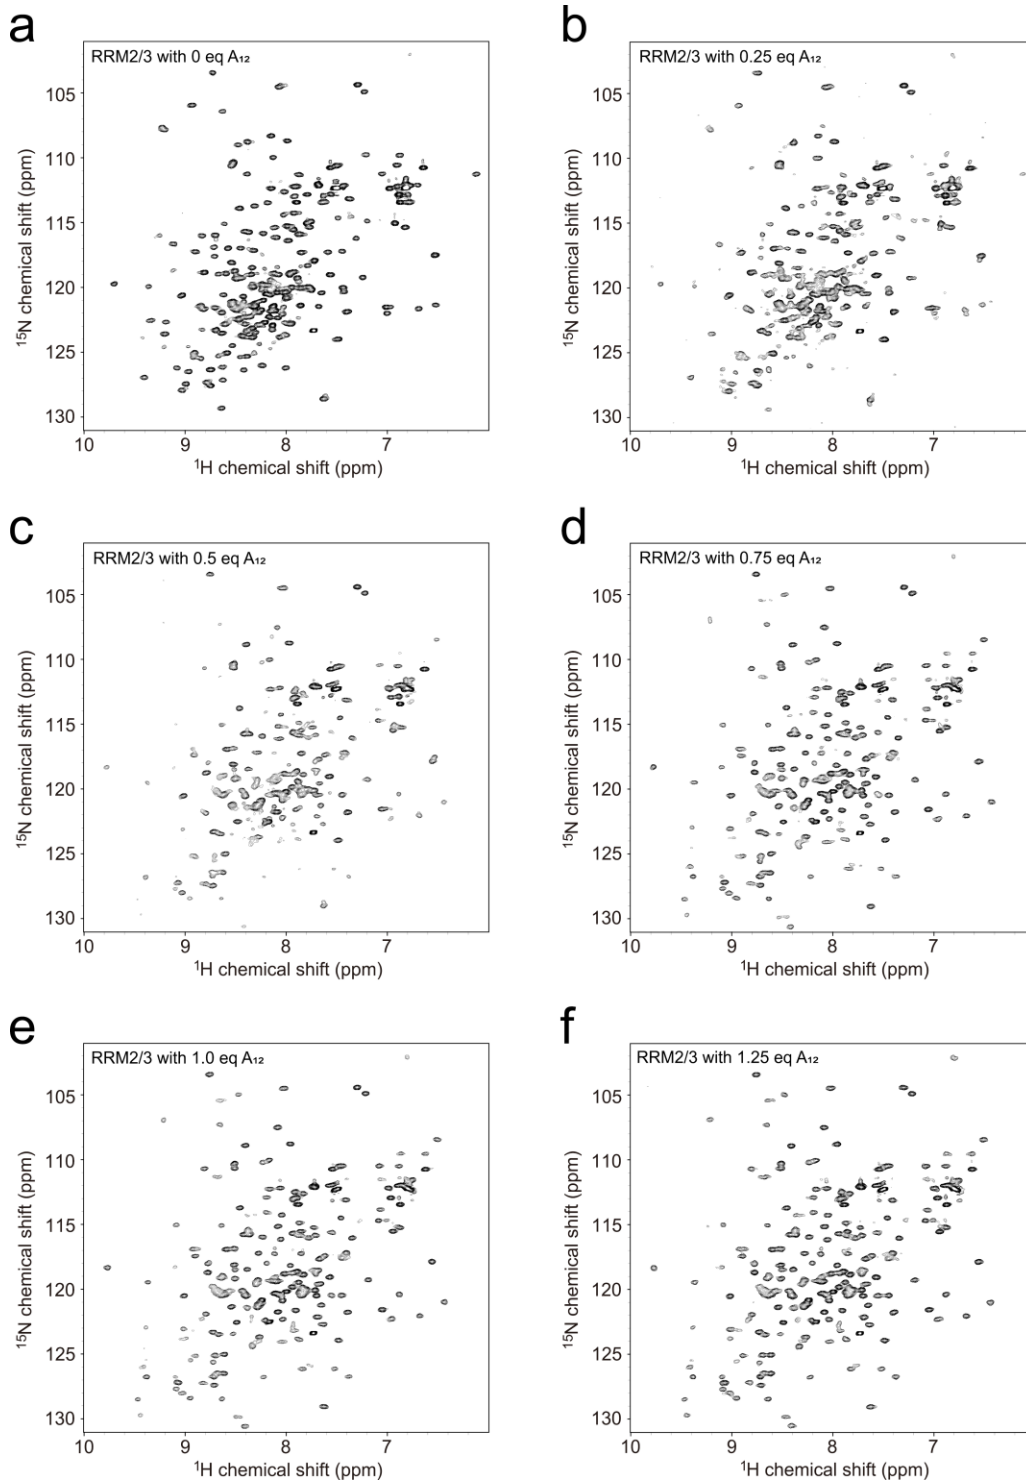 a
RRM2/3 with 0 eq A₁₂
105
110
115
120
125
130
10
9
8
7
¹⁵N chemical shift (ppm)
¹H chemical shift (ppm)
b
RRM2/3 with 0.25 eq A₁₂
105
110
115
120
125
130
10
9
8
7
¹⁵N chemical shift (ppm)
¹H chemical shift (ppm)
c
RRM2/3 with 0.5 eq A₁₂
105
110
115
120
125
130
10
9
8
7
¹⁵N chemical shift (ppm)
¹H chemical shift (ppm)
d
RRM2/3 with 0.75 eq A₁₂
105
110
115
120
125
130
10
9
8
7
¹⁵N chemical shift (ppm)
¹H chemical shift (ppm)
e
RRM2/3 with 1.0 eq A₁₂
105
110
115
120
125
130
10
9
8
7
¹⁵N chemical shift (ppm)
¹H chemical shift (ppm)
f
RRM2/3 with 1.25 eq A₁₂
105
110
115
120
125
130
10
9
8
7
¹⁵N chemical shift (ppm)
¹H chemical shift (ppm)